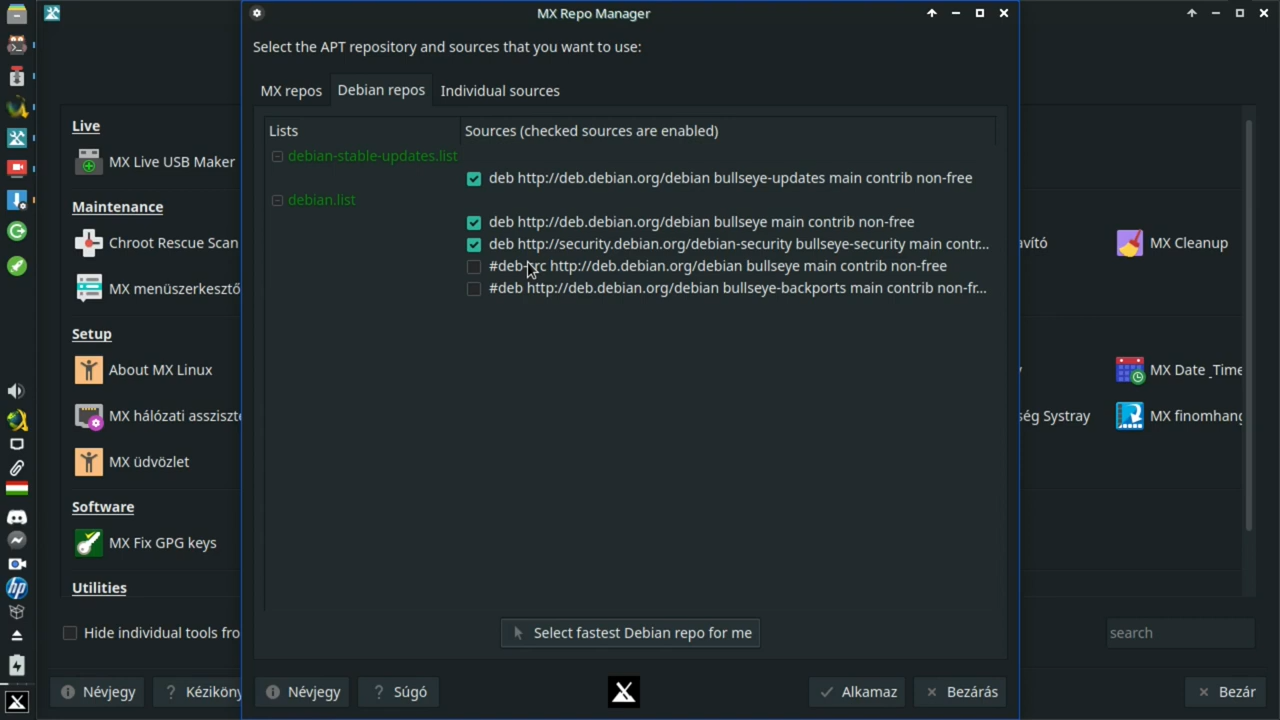 MX Repo Manager
Select the APT repository and sources that you want to use:
MX repos
Debian repos
Individual sources
Lists
Sources (checked sources are enabled)
debian-stable-updates.list
deb http://deb.debian.org/debian bullseye-updates main contrib non-free
debian.list
deb http://deb.debian.org/debian bullseye main contrib non-free
deb http://security.debian.org/debian-security bullseye-security main contr...
#deb rc http://deb.debian.org/debian bullseye main contrib non-free
#deb http://deb.debian.org/debian bullseye-backports main contrib non-fr...
Select fastest Debian repo for me
Névjegy
Súgó
Alkamaz
Bezárás
Live
MX Live USB Maker
Maintenance
Chroot Rescue Scan
avító
MX Cleanup
MX menüszerkesztő
Setup
About MX Linux
MX Date_Time
MX hálózati assziszte
ség Systray
MX finomhang
MX üdvözlet
Software
MX Fix GPG keys
Utilities
Hide individual tools fro
search
Névjegy
Kézikönyv
Bezár
hp